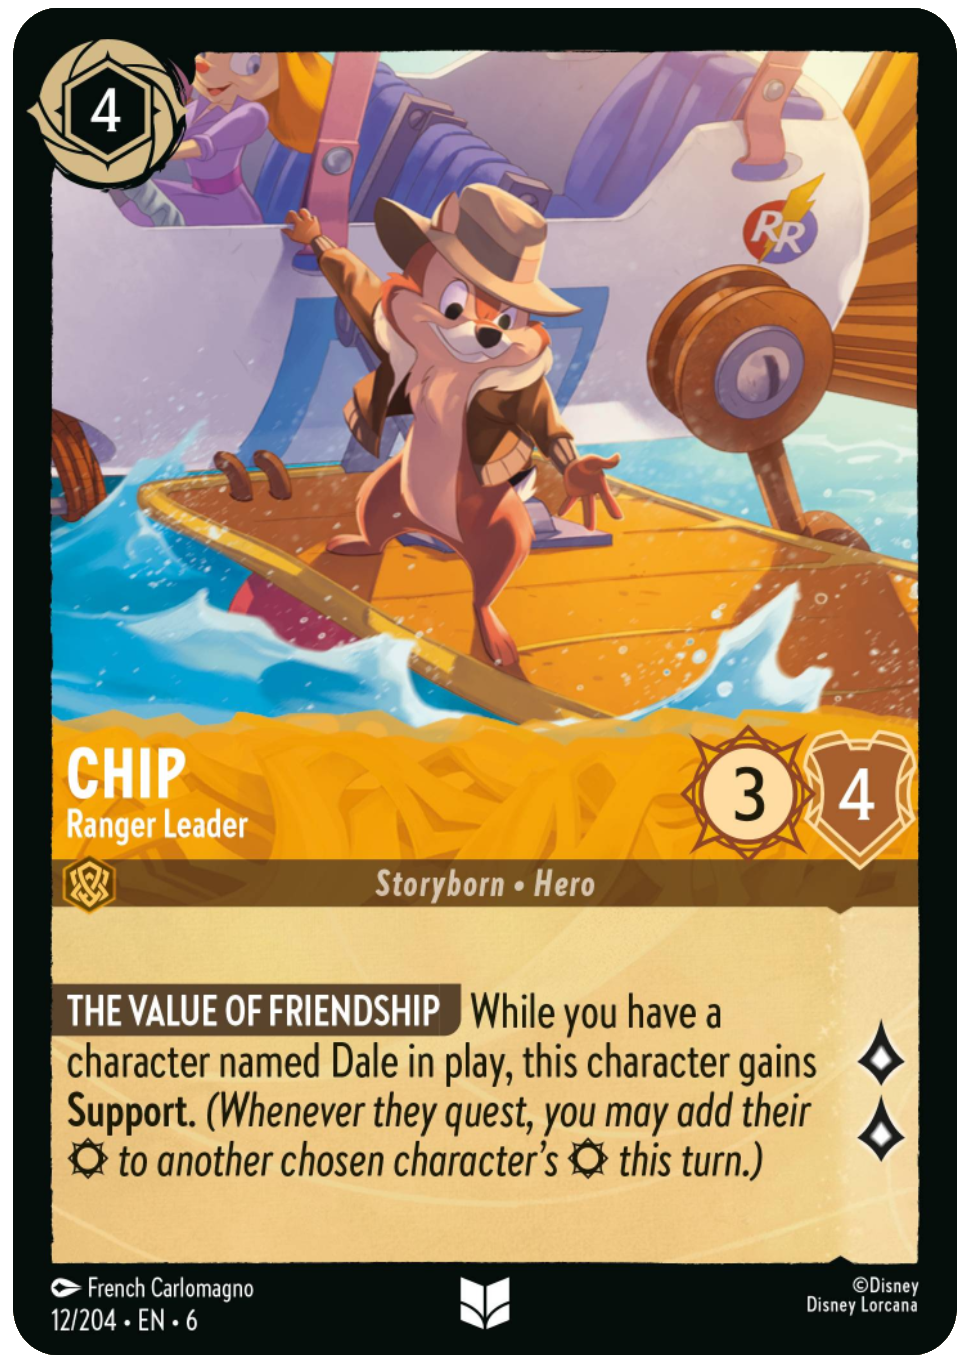 4
RR
CHIP
Ranger Leader
3
4
Storyborn • Hero
THE VALUE OF FRIENDSHIP While you have a
character named Dale in play, this character gains
Support. (Whenever they quest, you may add their
to another chosen character's this turn.)
French Carlomagno
12/204 • EN • 6
©Disney
Disney Lorcana